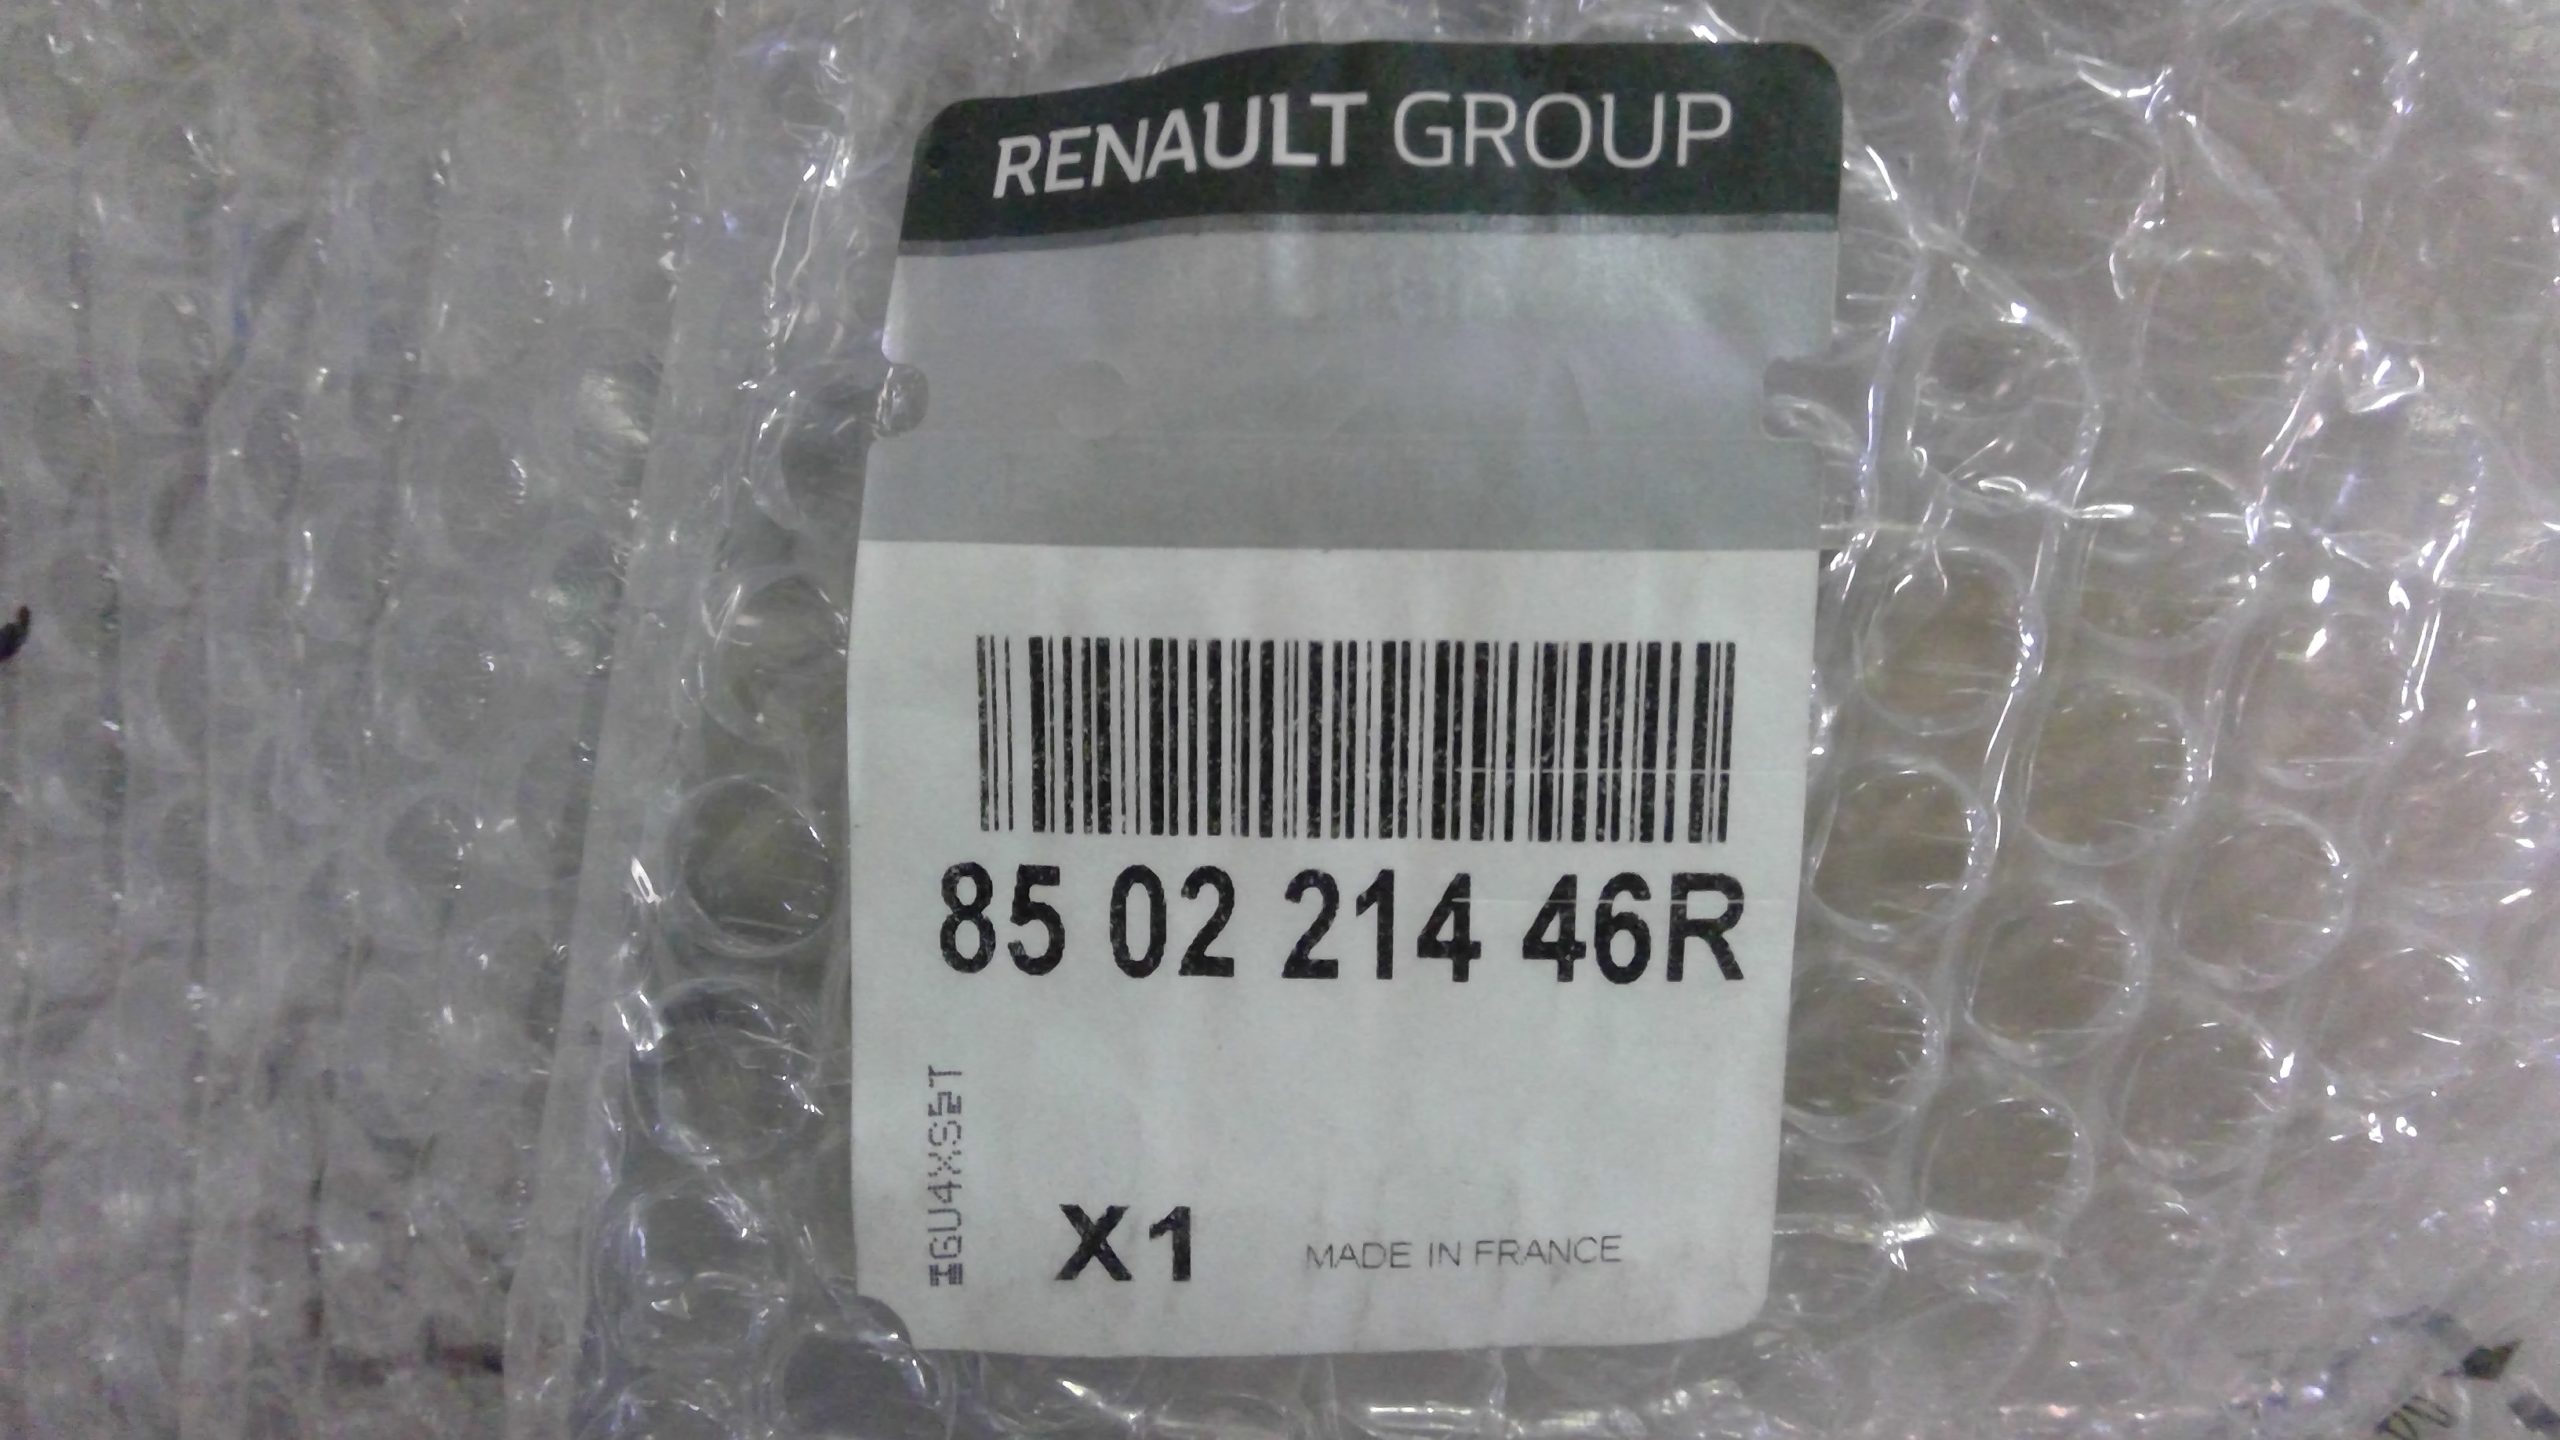 RENAULT GROUP
85 02 214 46R
X1
MADE IN FRANCE